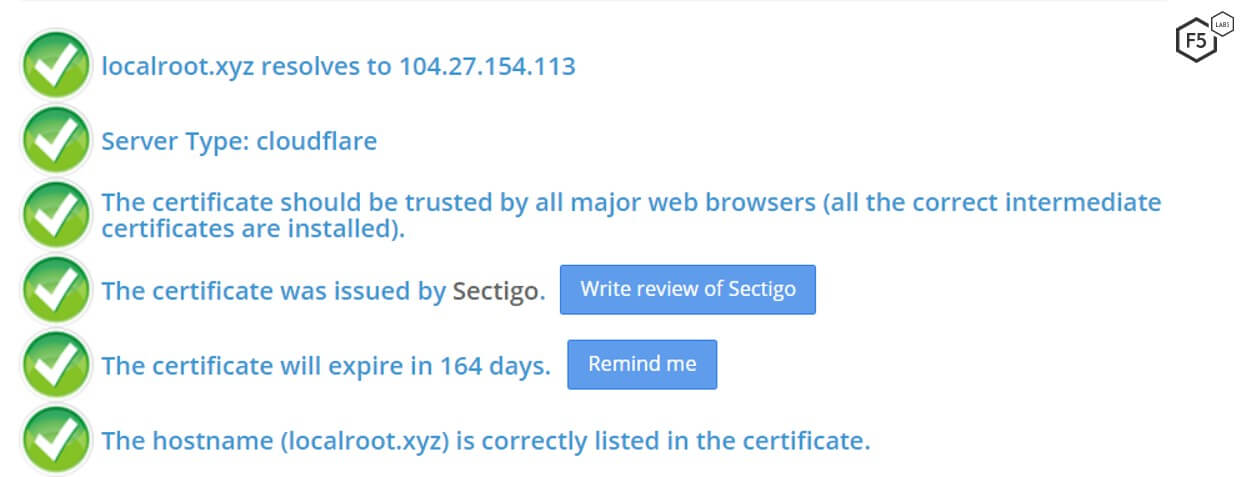 LABS
F5
localroot.xyz resolves to 104.27.154.113
Server Type: cloudflare
The certificate should be trusted by all major web browsers (all the correct intermediate
certificates are installed).
The certificate was issued by Sectigo. Write review of Sectigo
The certificate will expire in 164 days. Remind me
The hostname (localroot.xyz) is correctly listed in the certificate.